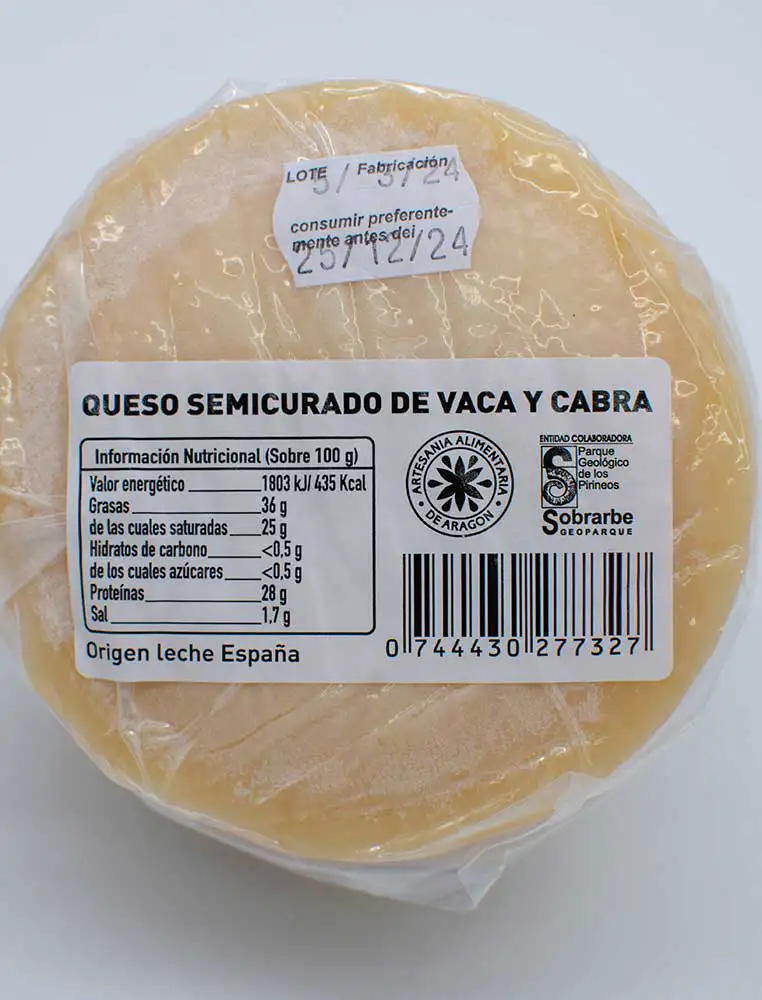 LOTE Fabricación
5/ 3/24
consumir preferente-
mente antes del
25/12/24
QUESO SEMICURADO DE VACA Y CABRA
Información Nutricional (Sobre 100 g)
Valor energético 1803 kJ/ 435 Kcal
Grasas 36 g
de las cuales saturadas 25 g
Hidratos de carbono <0,5 g
de los cuales azúcares <0,5 g
Proteínas 28 g
Sal 1,7 g
Origen leche España
ARTESANIA ALIMENTARIA
• DE ARAGON •
ENTIDAD COLABORADORA
Parque
Geológico
de los
Pirineos
Sobrarbe
GEOPARQUE
0 744430 277327